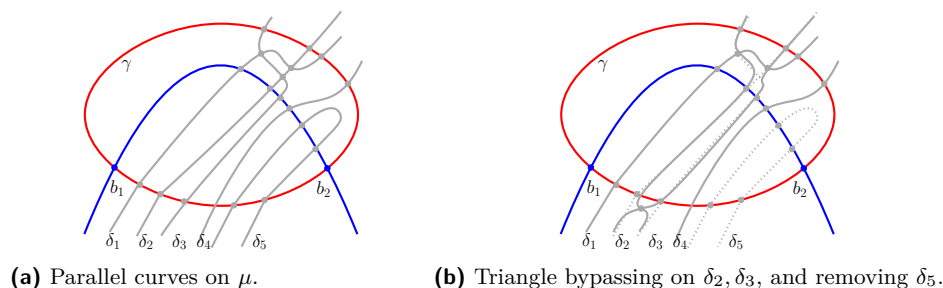 γ γ
b₁ b₂ b₁ b₂
δ₁ δ₂ δ₃ δ₄ δ₅ δ₁ δ₂ δ₃ δ₄ δ₅
(a) Parallel curves on μ. (b) Triangle bypassing on δ₂, δ₃, and removing δ₅.